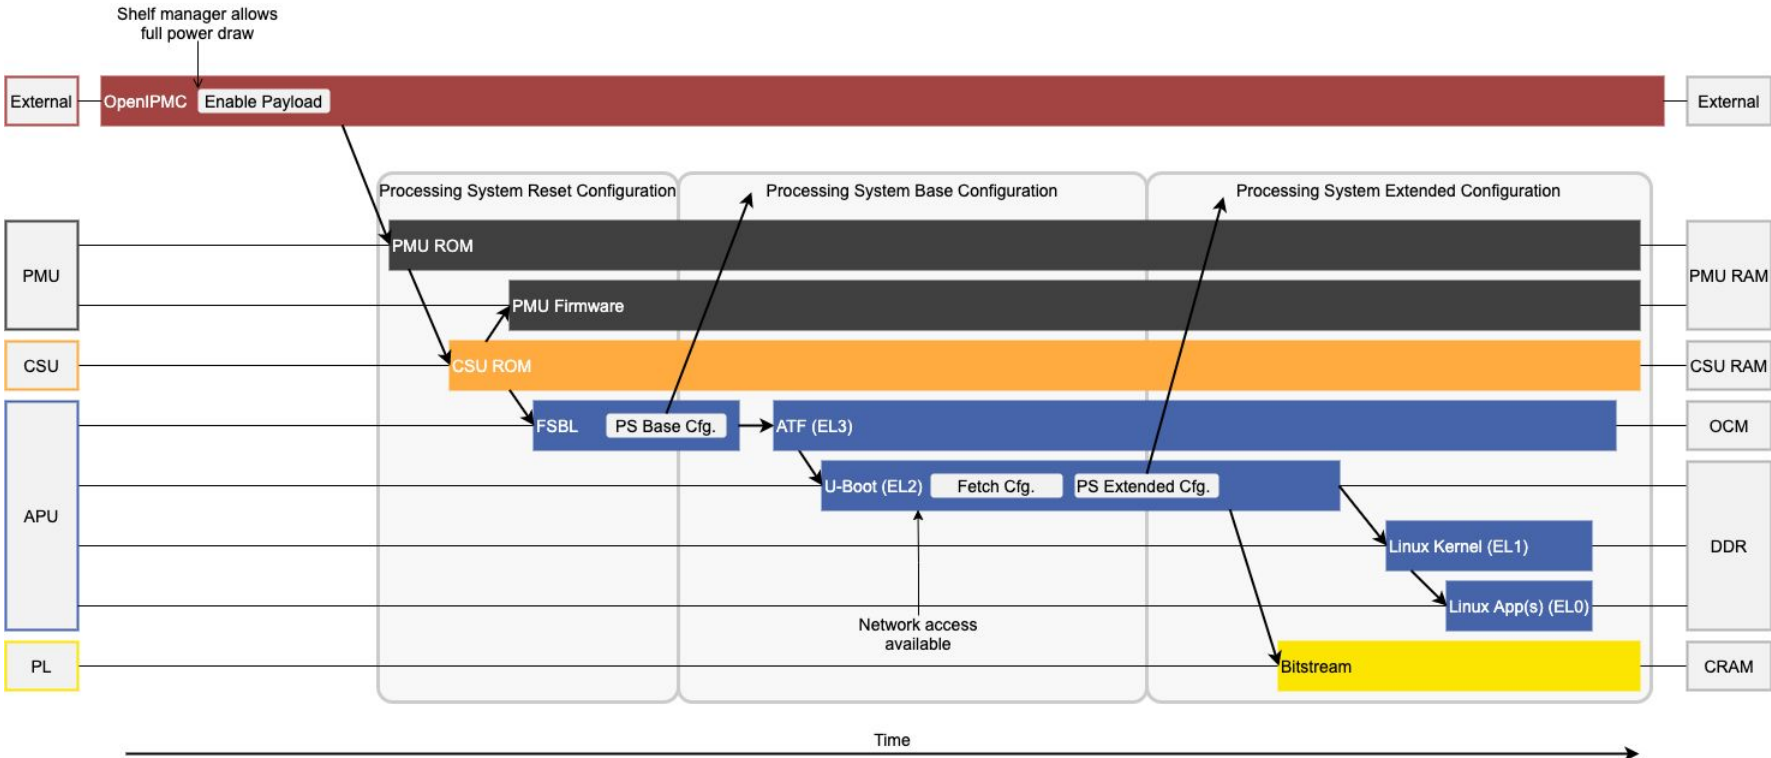 Shelf manager allows
full power draw
External
OpenIPMC
Enable Payload
External
Processing System Reset Configuration
Processing System Base Configuration
Processing System Extended Configuration
PMU
PMU ROM
PMU Firmware
PMU RAM
CSU
CSU ROM
CSU RAM
APU
FSBL
PS Base Cfg.
ATF (EL3)
OCM
U-Boot (EL2)
Fetch Cfg.
PS Extended Cfg.
Linux Kernel (EL1)
DDR
Linux App(s) (EL0)
Network access
available
PL
Bitstream
CRAM
Time